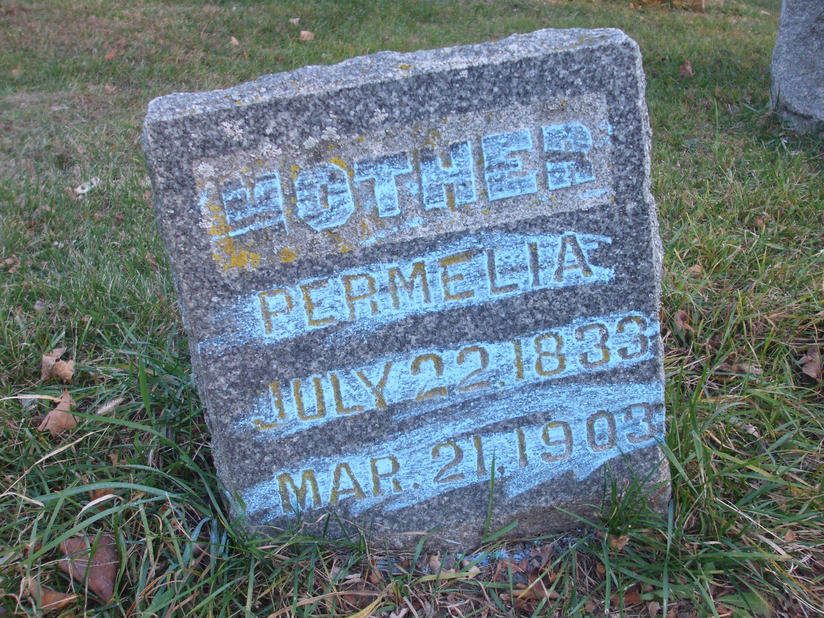 MOTHER
PERMELIA
JULY 22, 1833
MAR. 21, 1903